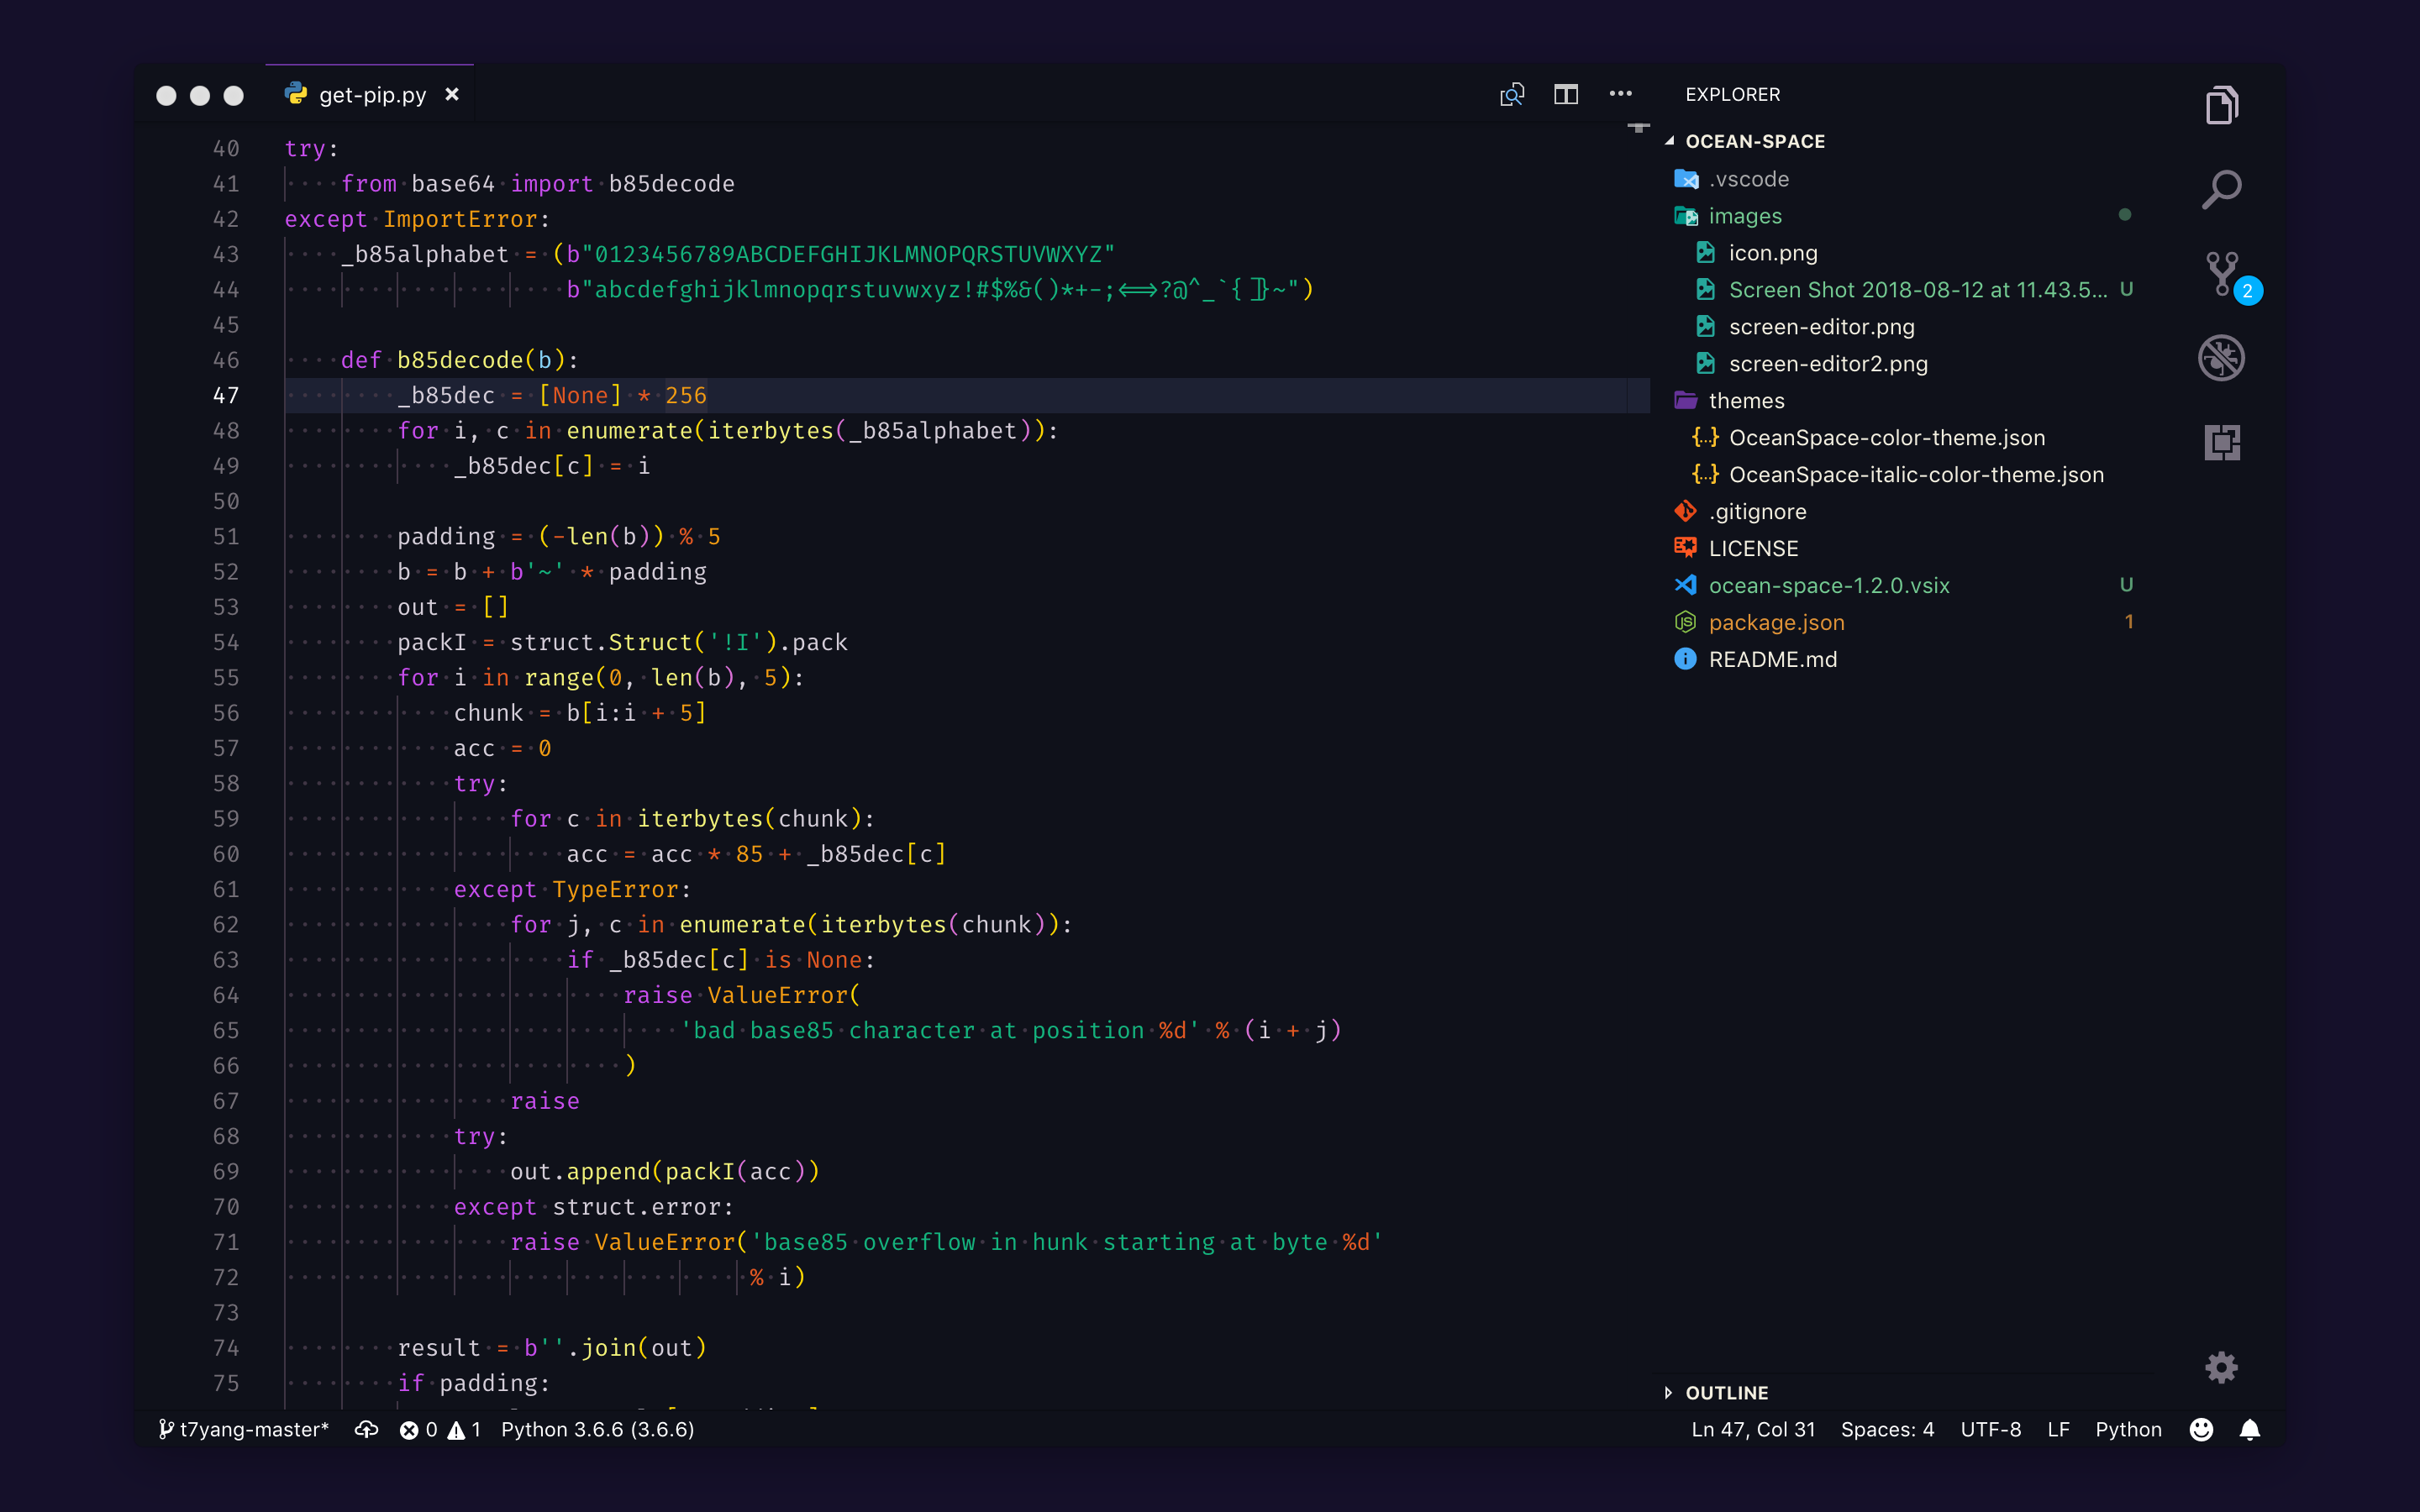 get-pip.py ×
40 try:
41     from base64 import b85decode
42 except ImportError:
43     _b85alphabet = (b"0123456789ABCDEFGHIJKLMNOPQRSTUVWXYZ"
44                     b"abcdefghijklmnopqrstuvwxyz!#$%&()*+-;<=>?@^_`{|}~")
45
46     def b85decode(b):
47         _b85dec = [None] * 256
48         for i, c in enumerate(iterbytes(_b85alphabet)):
49             _b85dec[c] = i
50
51         padding = (-len(b)) % 5
52         b = b + b'~' * padding
53         out = []
54         packI = struct.Struct('!I').pack
55         for i in range(0, len(b), 5):
56             chunk = b[i:i + 5]
57             acc = 0
58             try:
59                 for c in iterbytes(chunk):
60                     acc = acc * 85 + _b85dec[c]
61             except TypeError:
62                 for j, c in enumerate(iterbytes(chunk)):
63                     if _b85dec[c] is None:
64                         raise ValueError(
65                             'bad base85 character at position %d' % (i + j)
66                         )
67                 raise
68             try:
69                 out.append(packI(acc))
70             except struct.error:
71                 raise ValueError('base85 overflow in hunk starting at byte %d'
72                                  % i)
73
74         result = b''.join(out)
75         if padding:
EXPLORER
OCEAN-SPACE
.vscode
images
icon.png
Screen Shot 2018-08-12 at 11.43.5... U
screen-editor.png
screen-editor2.png
themes
{..} OceanSpace-color-theme.json
{..} OceanSpace-italic-color-theme.json
.gitignore
LICENSE
ocean-space-1.2.0.vsix U
package.json 1
README.md
2
OUTLINE
t7yang-master* 0 1 Python 3.6.6 (3.6.6) Ln 47, Col 31 Spaces: 4 UTF-8 LF Python